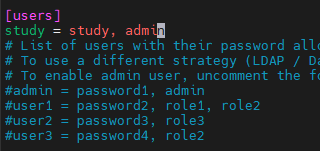 [users]
study = study, admin
# List of users with their password allo
# To use a different strategy (LDAP / Da
# To enable admin user, uncomment the fo
#admin = password1, admin
#user1 = password2, role1, role2
#user2 = password3, role3
#user3 = password4, role2